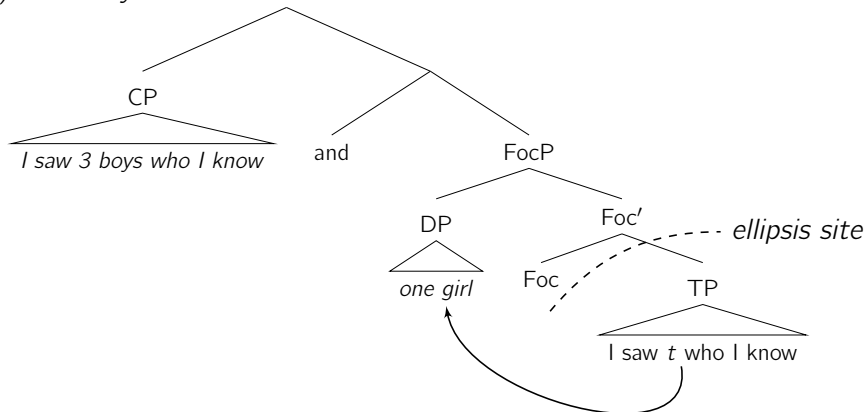 CP
I saw 3 boys who I know
and
FocP
DP
Foc′
ellipsis site
one girl
Foc
TP
I saw t who I know